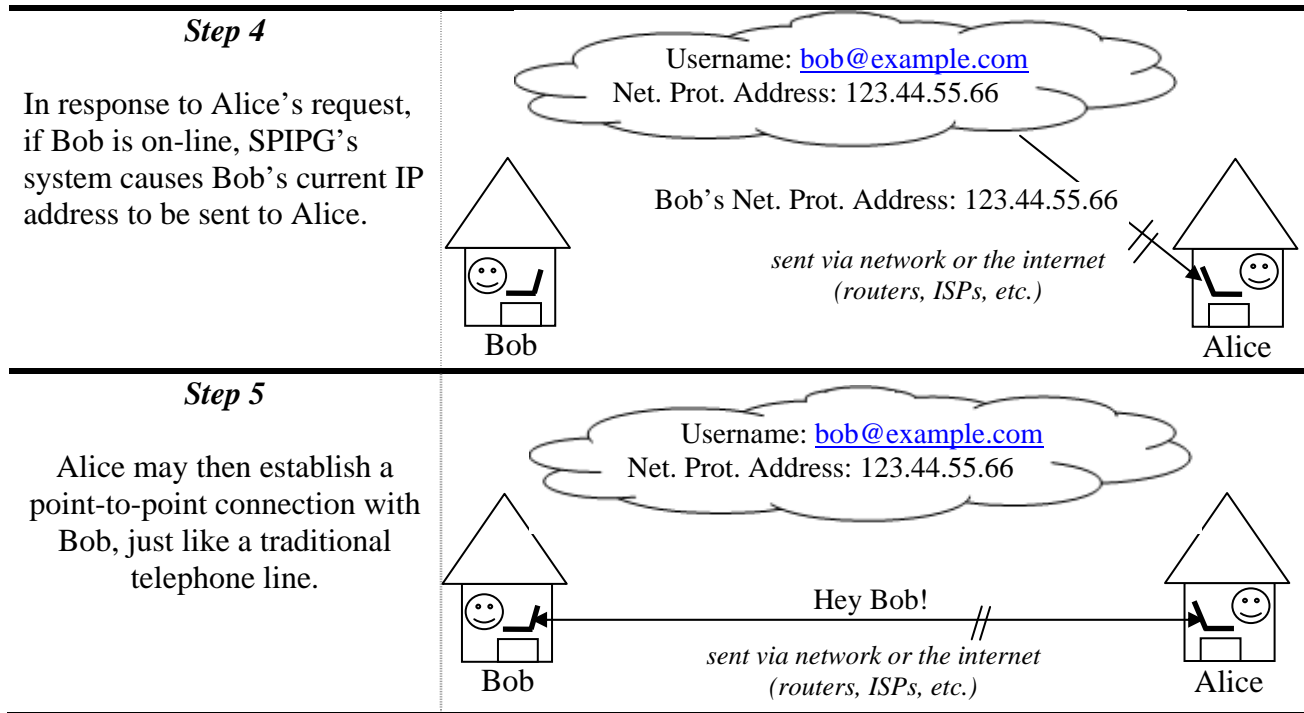 Step 4
In response to Alice’s request,
if Bob is on-line, SPIPG’s
system causes Bob’s current IP
address to be sent to Alice.
Username: bob@example.com
Net. Prot. Address: 123.44.55.66
Bob’s Net. Prot. Address: 123.44.55.66
sent via network or the internet
(routers, ISPs, etc.)
Bob
Alice
Step 5
Alice may then establish a
point-to-point connection with
Bob, just like a traditional
telephone line.
Username: bob@example.com
Net. Prot. Address: 123.44.55.66
Hey Bob!
sent via network or the internet
(routers, ISPs, etc.)
Bob
Alice